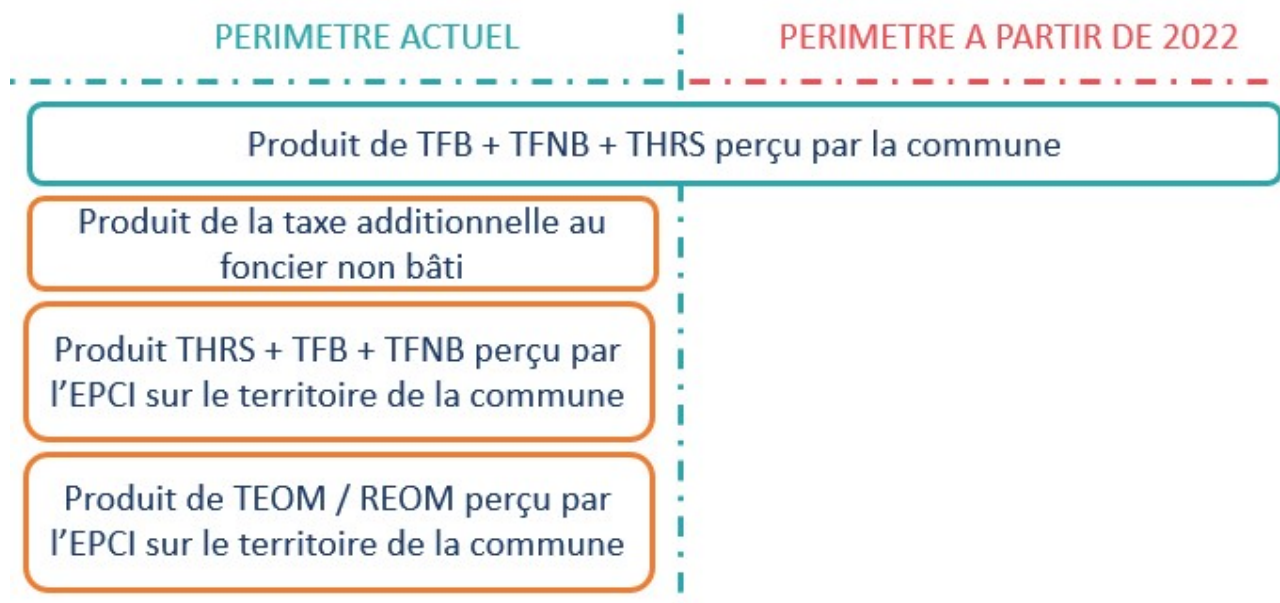 PERIMETRE ACTUEL
PERIMETRE A PARTIR DE 2022
Produit de TFB + TFNB + THRS perçu par la commune
Produit de la taxe additionnelle au
foncier non bâti
Produit THRS + TFB + TFNB perçu par
l’EPCI sur le territoire de la commune
Produit de TEOM / REOM perçu par
l’EPCI sur le territoire de la commune